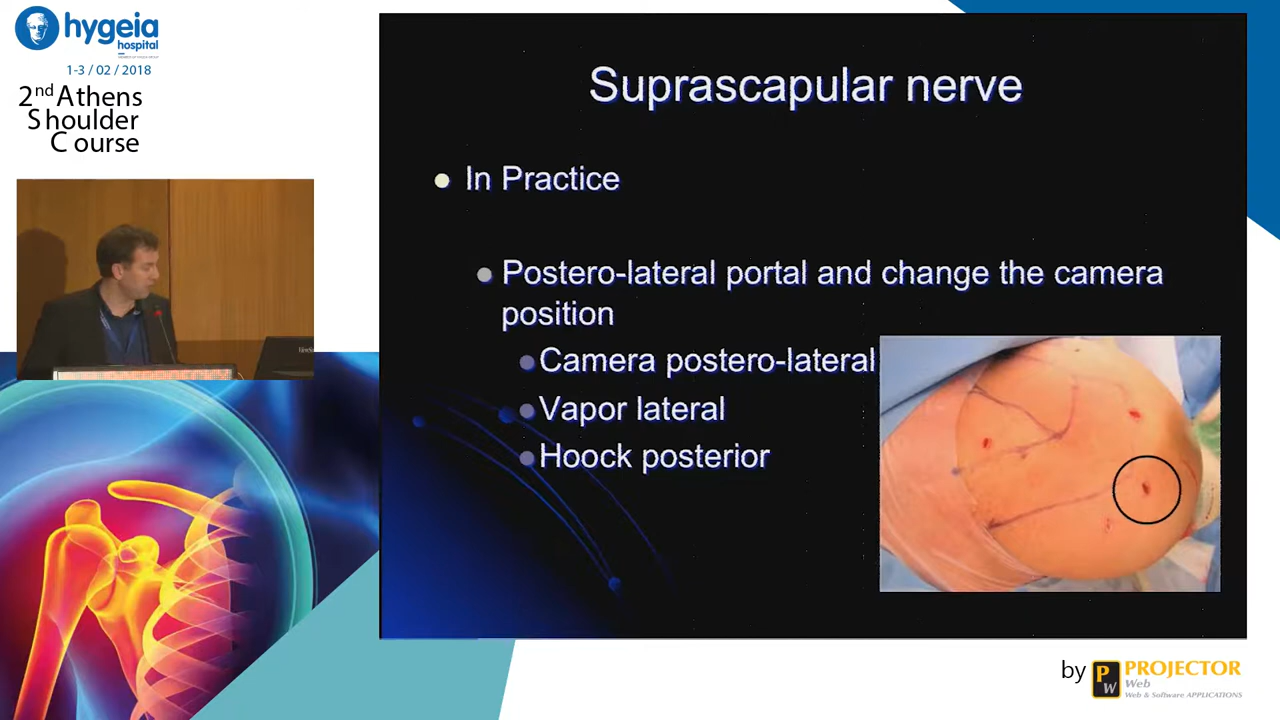 hygeia
hospital
1-3 / 02 / 2018
2nd Athens
Shoulder
Course
Suprascapular nerve
In Practice
Postero-lateral portal and change the camera
position
Camera postero-lateral
Vapor lateral
Hoock posterior
by PW PROJECTOR
Web
Web & Software APPLICATIONS